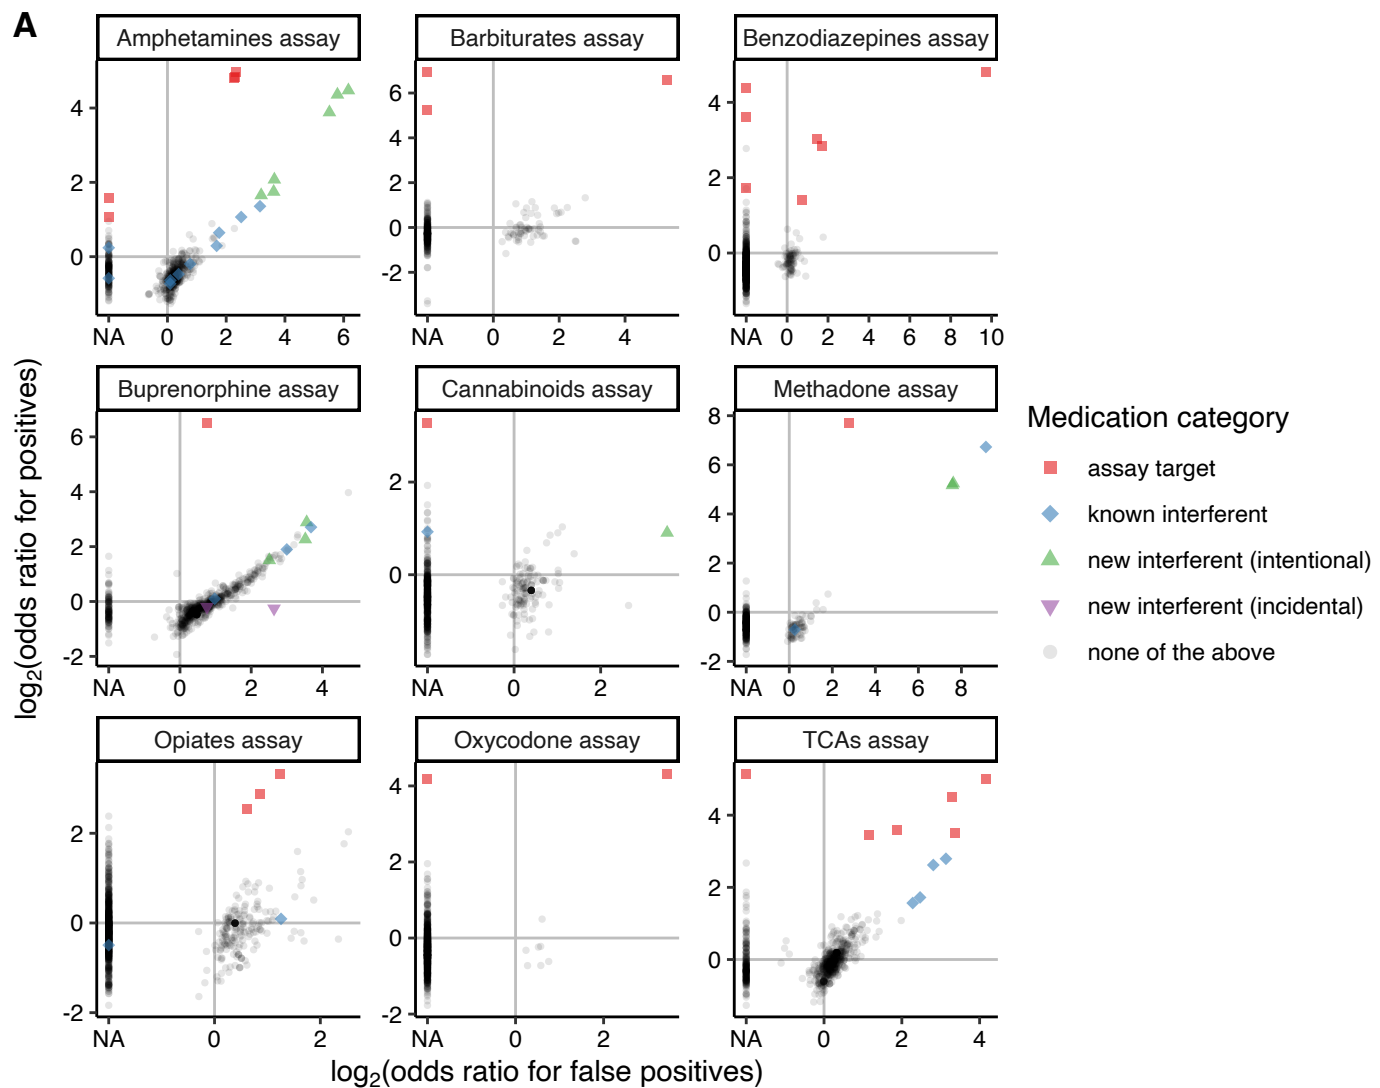 A
Amphetamines assay
Barbiturates assay
Benzodiazepines assay
4
2
0
NA
0
2
4
6
6
4
2
0
-2
NA
0
2
4
4
2
0
NA
0
2
4
6
8
10
Buprenorphine assay
Cannabinoids assay
Methadone assay
6
4
2
0
-2
NA
0
2
4
2
0
NA
0
2
8
6
4
2
0
-2
NA
0
2
4
6
8
Opiates assay
Oxycodone assay
TCAs assay
2
0
-2
NA
0
2
4
2
0
-2
NA
0
2
4
2
0
NA
0
2
4
log₂(odds ratio for positives)
log₂(odds ratio for false positives)
Medication category
assay target
known interferent
new interferent (intentional)
new interferent (incidental)
none of the above